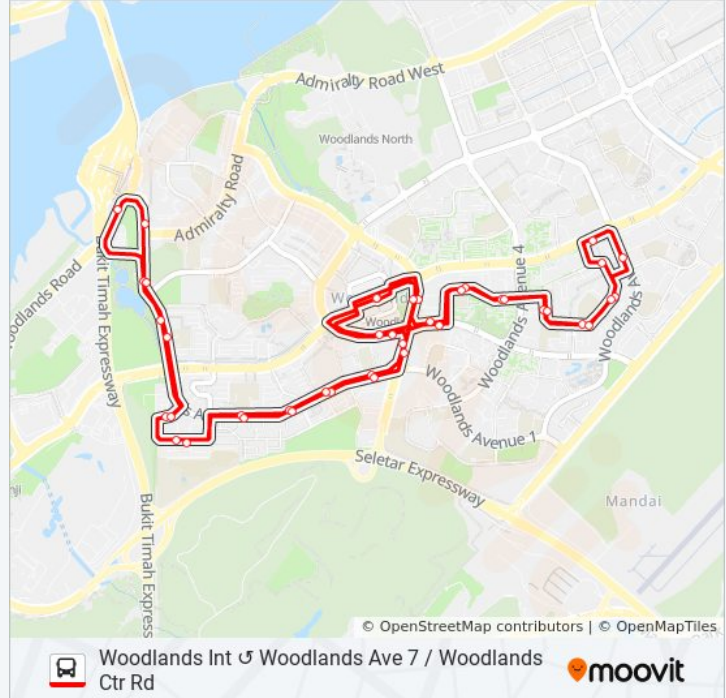 Admiralty Road West
Woodlands North
Admiralty Road
Woodlands Road
Bukit Timah Expressway
Woodlands Avenue 4
Woodlands
Woodlands Avenue 1
Seletar Expressway
Mandai
Bukit Timah Express
© OpenStreetMap contributors | © OpenMapTiles
Woodlands Int ↺ Woodlands Ave 7 / Woodlands
Ctr Rd
moovit